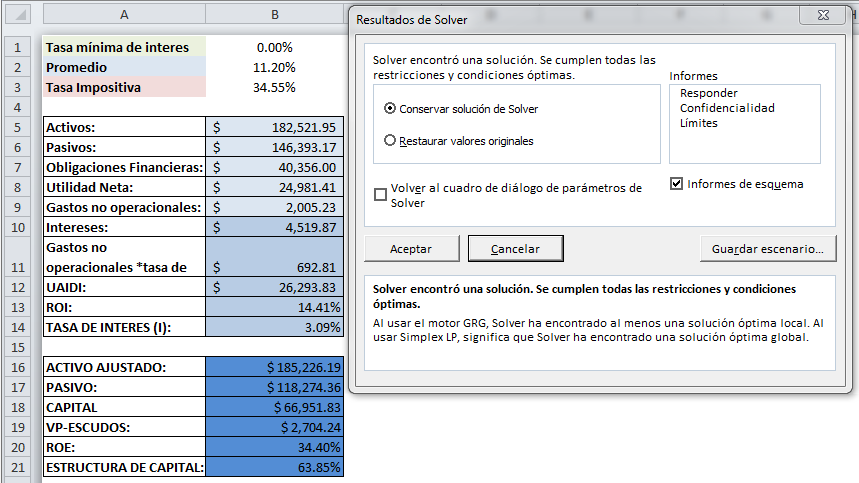 A B H
1 Tasa mínima de interes 0.00%
2 Promedio 11.20%
3 Tasa Impositiva 34.55%
4
5 Activos: $ 182,521.95
6 Pasivos: $ 146,393.17
7 Obligaciones Financieras: $ 40,356.00
8 Utilidad Neta: $ 24,981.41
9 Gastos no operacionales: $ 2,005.23
10 Intereses: $ 4,519.87
Gastos no
11 operacionales *tasa de $ 692.81
12 UAIDI: $ 26,293.83
13 ROI: 14.41%
14 TASA DE INTERES (I): 3.09%
15
16 ACTIVO AJUSTADO: $ 185,226.19
17 PASIVO: $ 118,274.36
18 CAPITAL $ 66,951.83
19 VP-ESCUDOS: $ 2,704.24
20 ROE: 34.40%
21 ESTRUCTURA DE CAPITAL: 63.85%
Resultados de Solver
Solver encontró una solución. Se cumplen todas las
restricciones y condiciones óptimas.
Conservar solución de Solver
Restaurar valores originales
Volver al cuadro de diálogo de parámetros de
Solver
Informes
Responder
Confidencialidad
Límites
Informes de esquema
Aceptar
Cancelar
Guardar escenario...
Solver encontró una solución. Se cumplen todas las restricciones y condiciones
óptimas.
Al usar el motor GRG, Solver ha encontrado al menos una solución óptima local. Al
usar Simplex LP, significa que Solver ha encontrado una solución óptima global.